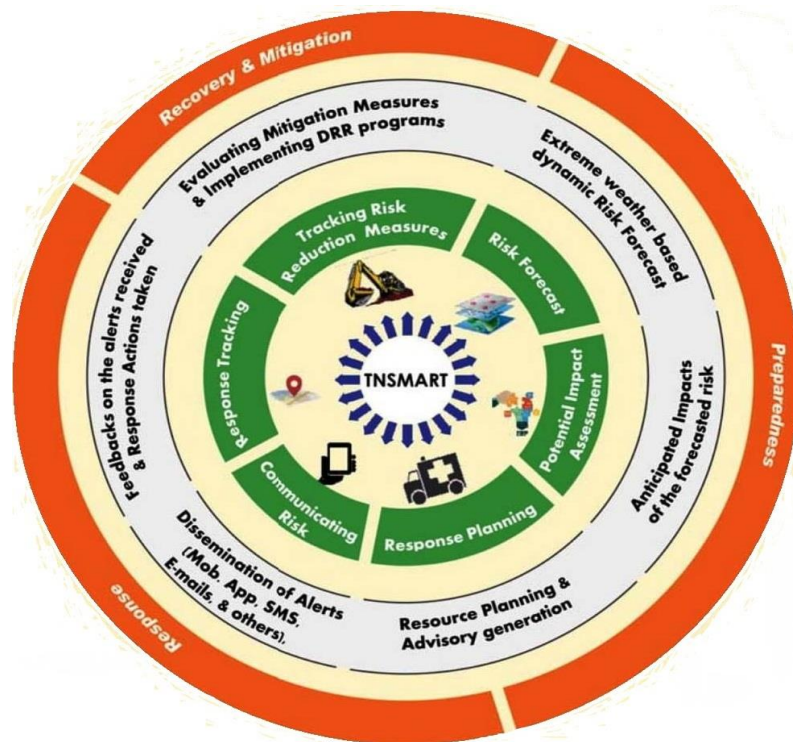 Recovery & Mitigation
Preparedness
Response
Evaluating Mitigation Measures
& Implementing DRR programs
Extreme weather based
dynamic Risk Forecast
Anticipated Impacts
of the forecasted risk
Resource Planning &
Advisory generation
Dissemination of Alerts
(Mob. App, SMS,
E-mails, & others).
Feedbacks on the alerts received
& Response Actions taken
Tracking Risk
Reduction Measures
Risk Forecast
Potential Impact
Assessment
Response Planning
Communicating
Risk
Response Tracking
TNSMART